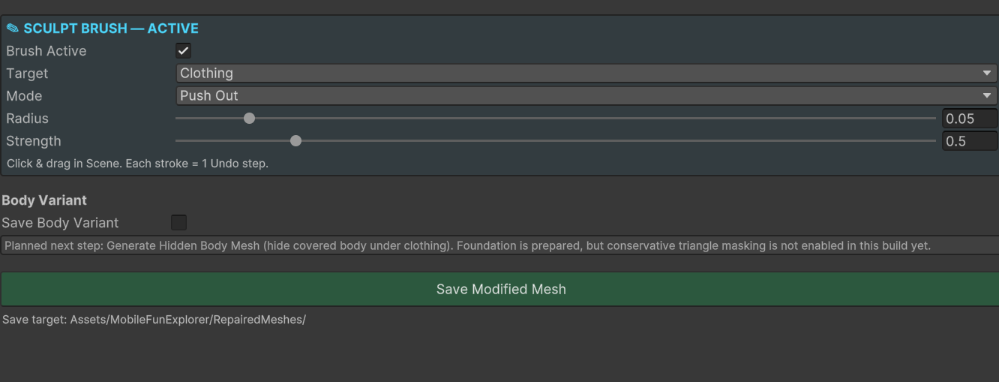 ✎ SCULPT BRUSH — ACTIVE
Brush Active
Target Clothing
Mode Push Out
Radius 0.05
Strength 0.5
Click & drag in Scene. Each stroke = 1 Undo step.
Body Variant
Save Body Variant
Planned next step: Generate Hidden Body Mesh (hide covered body under clothing). Foundation is prepared, but conservative triangle masking is not enabled in this build yet.
Save Modified Mesh
Save target: Assets/MobileFunExplorer/RepairedMeshes/